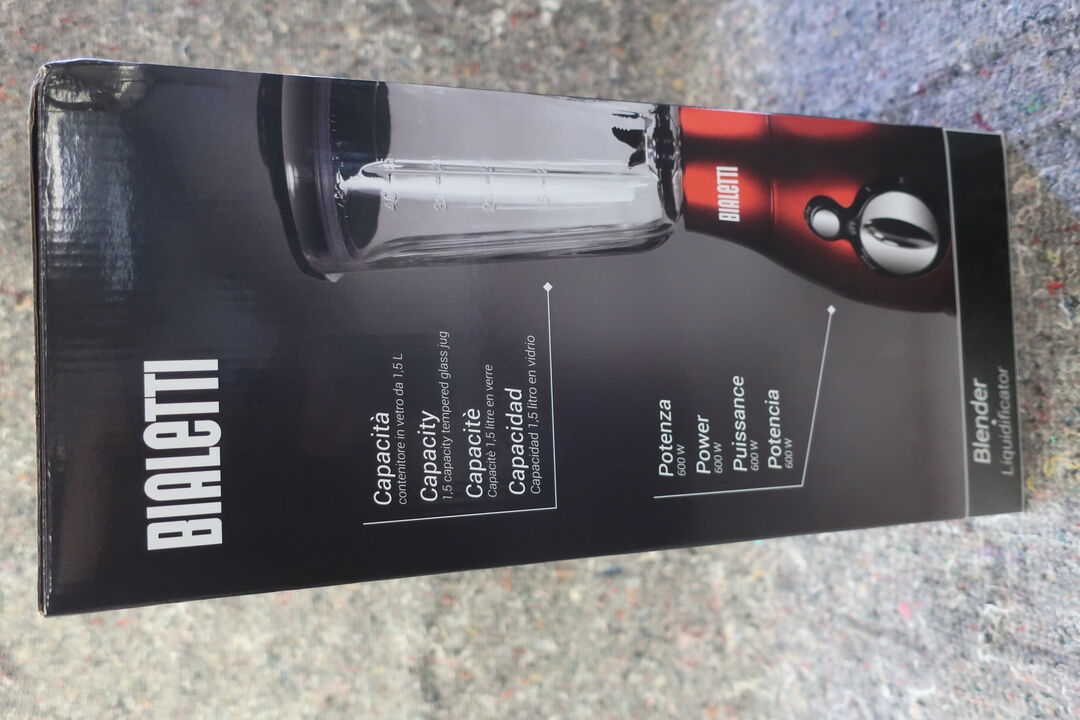 BIALETTI
Capacità
contenitore in vetro da 1,5 L
Capacity
1,5 capacity tempered glass jug
Capacitè
Capacitè 1,5 litre en verre
Capacidad
Capacidad 1,5 litro en vidrio
BIALETTI
Potenza
600 W
Power
600 W
Puissance
600 W
Potencia
600 W
Blender
Liquidificator